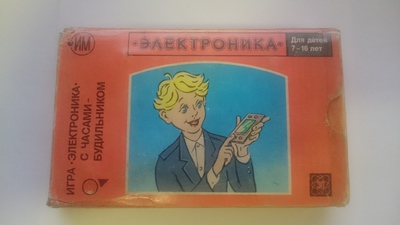 ИМ
·ЭЛЕКТРОНИКА·
Для детей
7-16 лет
ИГРА·ЭЛЕКТРОНИКА·
С ЧАСАМИ-
БУДИЛЬНИКОМ